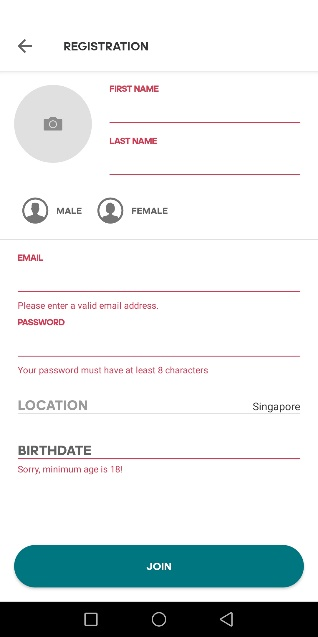 REGISTRATION
FIRST NAME
LAST NAME
MALE FEMALE
EMAIL
Please enter a valid email address.
PASSWORD
Your password must have at least 8 characters
LOCATION Singapore
BIRTHDATE
Sorry, minimum age is 18!
JOIN